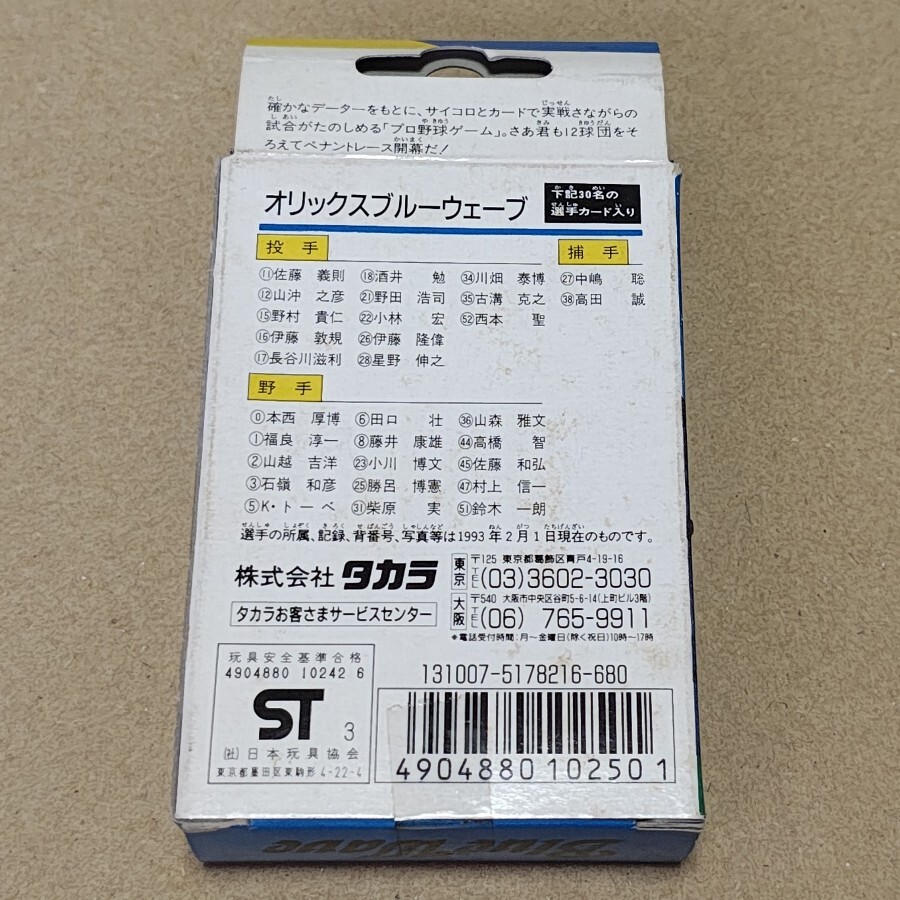 確かなデーターをもとに、サイコロとカードで実戦さながらの
試合がたのしめる「プロ野球ゲーム」。さあ君も12球団をそ
ろえてペナントレース開幕だ!
オリックスブルーウェーブ
下記30名の
選手カード入り
投手 捕手
⑪佐藤 義則 ⑱酒井 勉 ㉞川畑 泰博 ㉗中嶋 聡
⑫山沖 之彦 ㉑野田 浩司 ㉟古溝 克之 ㊳高田 誠
⑮野村 貴仁 ㉒小林 宏 52西本 聖
⑯伊藤 敦規 ㉖伊藤 隆偉
⑰長谷川滋利 ㉘星野 伸之
野手
⓪本西 厚博 ⑥田口 壮 ㊱山森 雅文
①福良 淳一 ⑧藤井 康雄 ㊹高橋 智
②山越 吉洋 ㉓小川 博文 ㊺佐藤 和弘
③石嶺 和彦 ㉕勝呂 博憲 ㊼村上 信一
⑤K・トーベ ㉛柴原 実 51鈴木 一朗
選手の所属、記録、背番号、写真等は1993年2月1日現在のものです。
株式会社 タカラ
タカラお客さまサービスセンター
東京 〒125 東京都葛飾区青戸4-19-16
TEL(03)3602-3030
大阪 〒540 大阪市中央区谷町5-6-14(上町ビル3階)
TEL(06) 765-9911
*電話受付時間:月〜金曜日(除く祝日)10時〜17時
玩具安全基準合格
4904880 10242 6
ST 3
(社)日本玩具協会
東京都墨田区東駒形4-22-4
131007-5178216-680
4904880 102501
Blue Wave